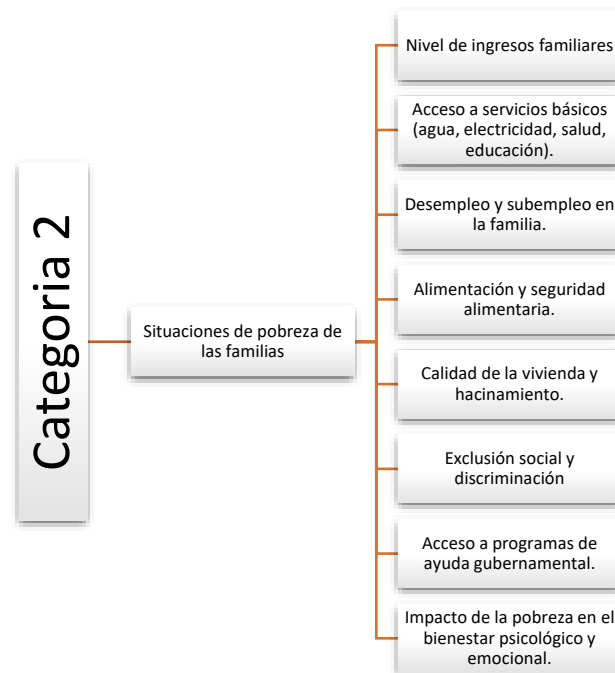 Categoria 2
Situaciones de pobreza de
las familias
Nivel de ingresos familiares
Acceso a servicios básicos
(agua, electricidad, salud,
educación).
Desempleo y subempleo en
la familia.
Alimentación y seguridad
alimentaria.
Calidad de la vivienda y
hacinamiento.
Exclusión social y
discriminación
Acceso a programas de
ayuda gubernamental.
Impacto de la pobreza en el
bienestar psicológico y
emocional.